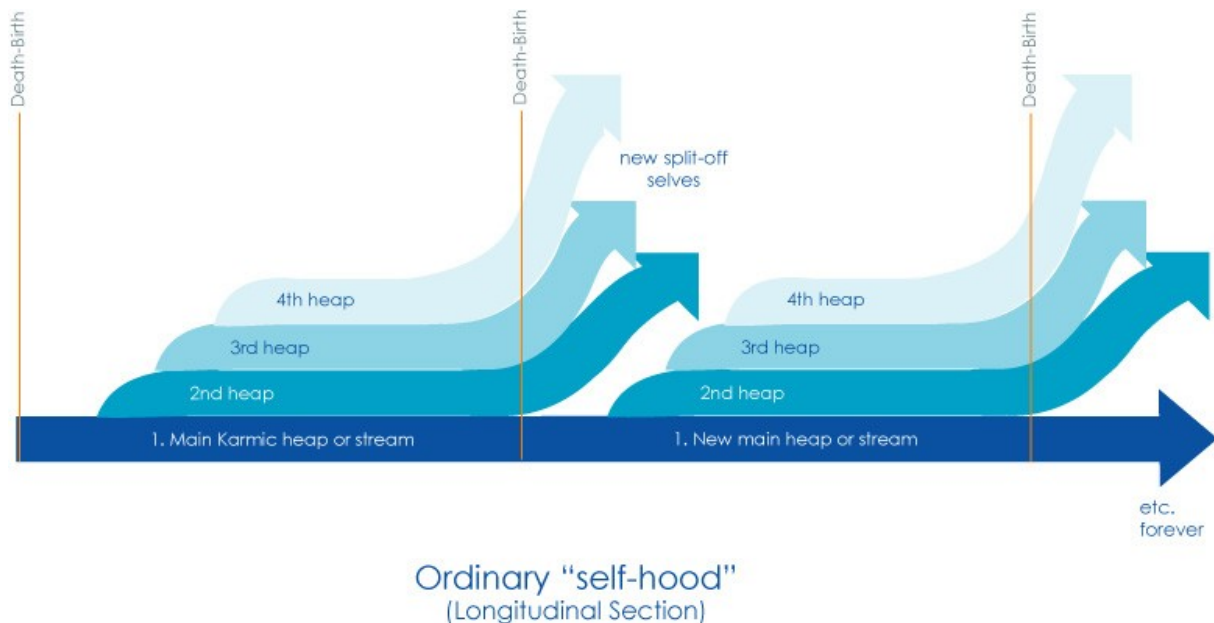 Death-Birth
Death-Birth
Death-Birth
new split-off
selves
4th heap
4th heap
3rd heap
3rd heap
2nd heap
2nd heap
1. Main Karmic heap or stream
1. New main heap or stream
etc.
forever
Ordinary “self-hood”
(Longitudinal Section)